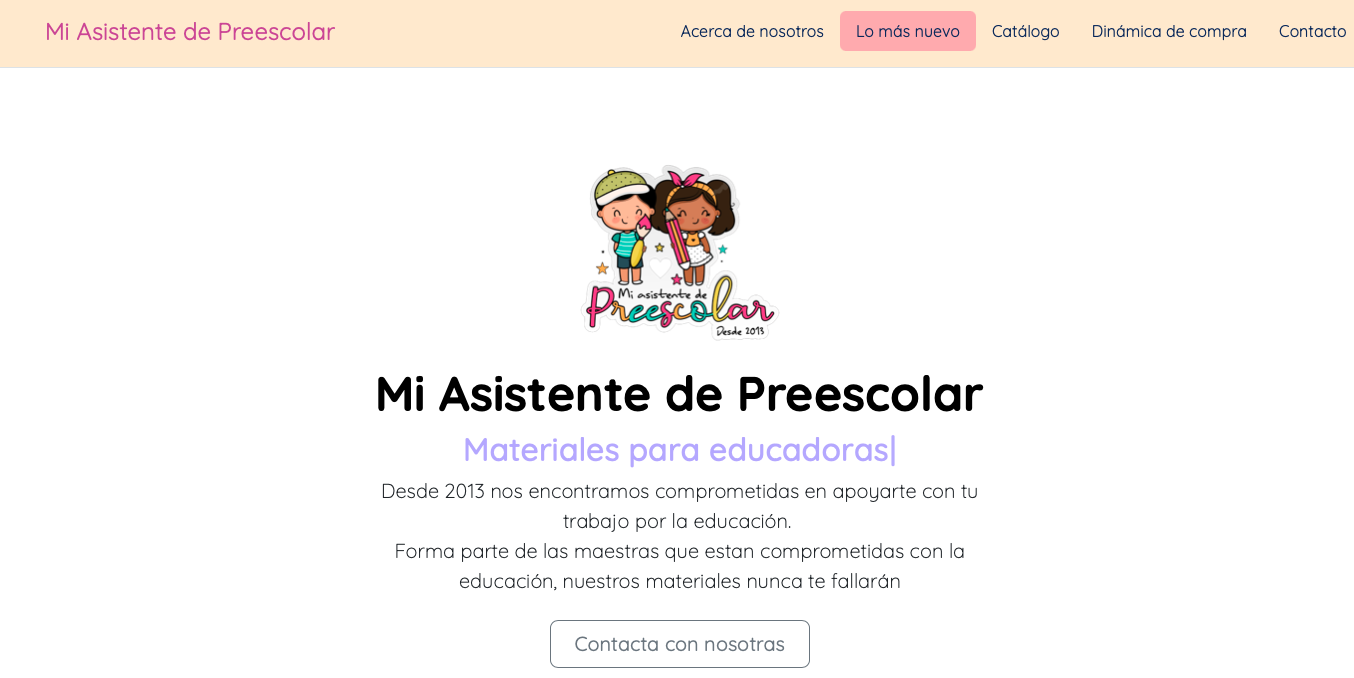 Mi Asistente de Preescolar
Acerca de nosotros
Lo más nuevo
Catálogo
Dinámica de compra
Contacto
Mi asistente de
Preescolar
Desde 2013
Mi Asistente de Preescolar
Materiales para educadoras|
Desde 2013 nos encontramos comprometidas en apoyarte con tu
trabajo por la educación.
Forma parte de las maestras que estan comprometidas con la
educación, nuestros materiales nunca te fallarán
Contacta con nosotras